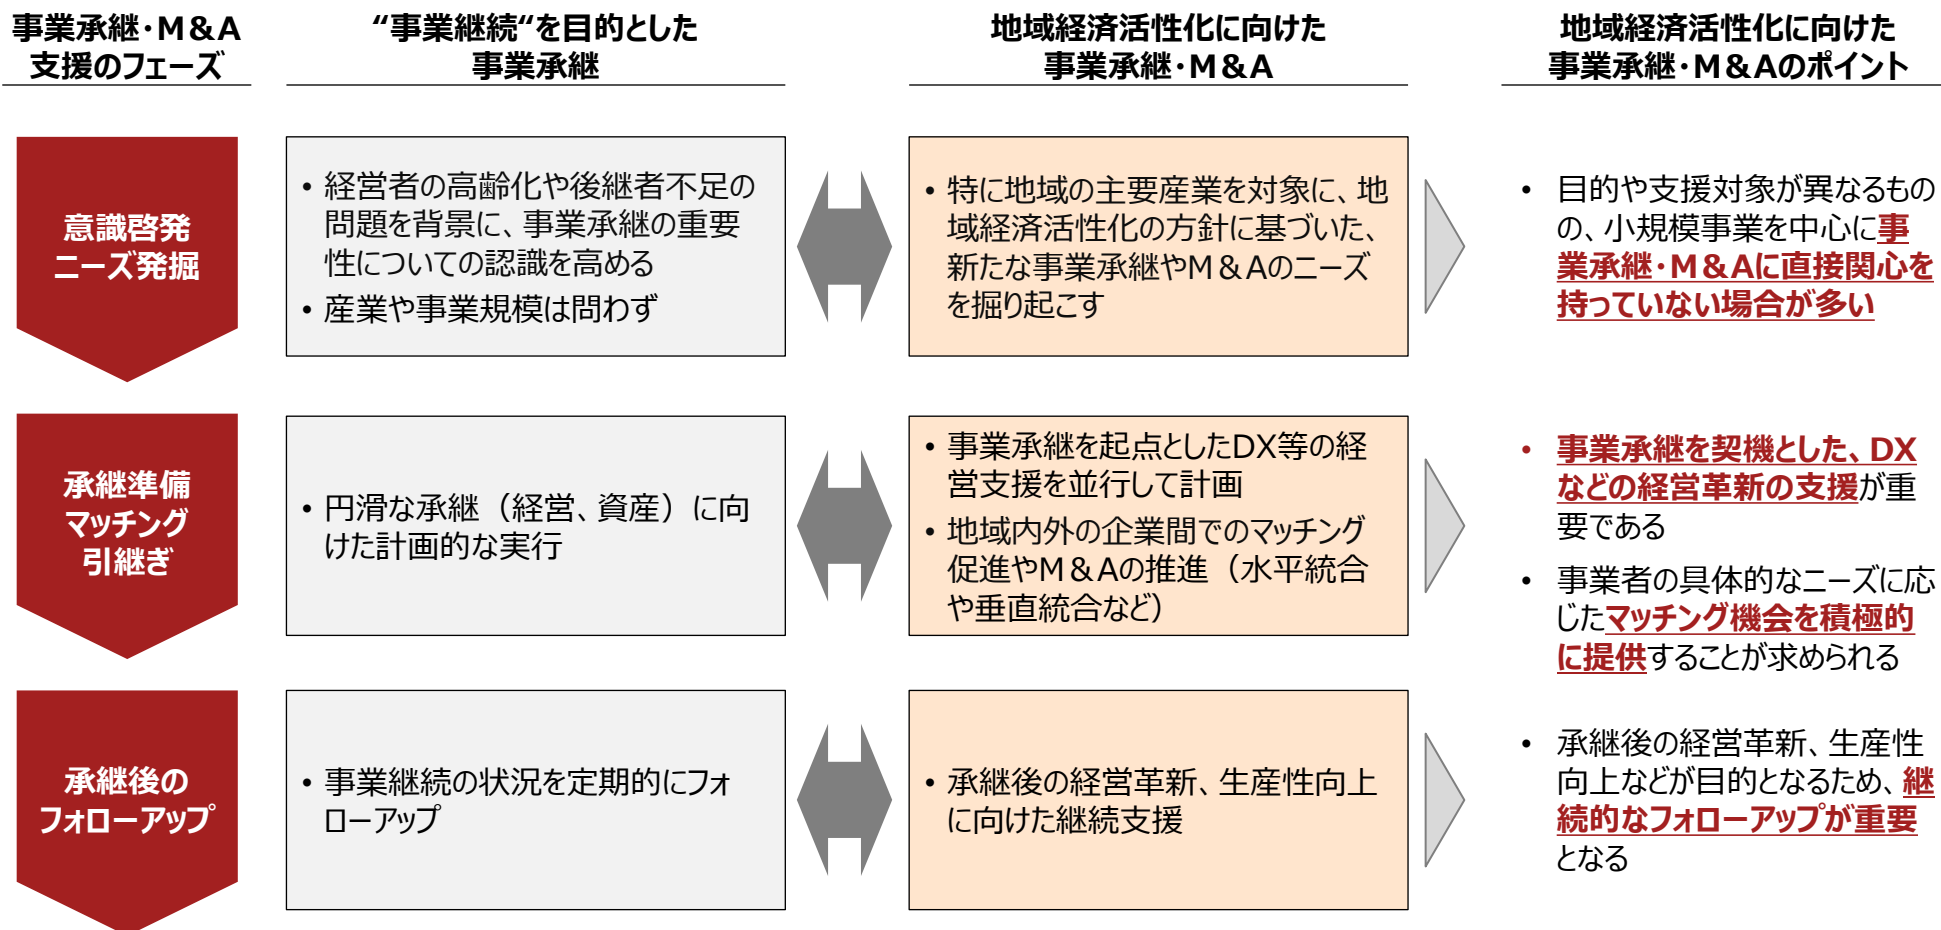 事業承継・M&A
支援のフェーズ
“事業継続“を目的とした
事業承継
地域経済活性化に向けた
事業承継・M&A
地域経済活性化に向けた
事業承継・M&Aのポイント
意識啓発
ニーズ発掘
• 経営者の高齢化や後継者不足の
問題を背景に、事業承継の重要
性についての認識を高める
• 産業や事業規模は問わず
• 特に地域の主要産業を対象に、地
域経済活性化の方針に基づいた、
新たな事業承継やM&Aのニーズ
を掘り起こす
• 目的や支援対象が異なるもの
の、小規模事業を中心に事
業承継・M&Aに直接関心を
持っていない場合が多い
承継準備
マッチング
引継ぎ
• 円滑な承継（経営、資産）に向
けた計画的な実行
• 事業承継を起点としたDX等の経
営支援を並行して計画
• 地域内外の企業間でのマッチング
促進やM&Aの推進（水平統合
や垂直統合など）
• 事業承継を契機とした、DX
などの経営革新の支援が重
要である
• 事業者の具体的なニーズに応
じたマッチング機会を積極的
に提供することが求められる
承継後の
フォローアップ
• 事業継続の状況を定期的にフォ
ローアップ
• 承継後の経営革新、生産性向上
に向けた継続支援
• 承継後の経営革新、生産性
向上などが目的となるため、継
続的なフォローアップが重要
となる